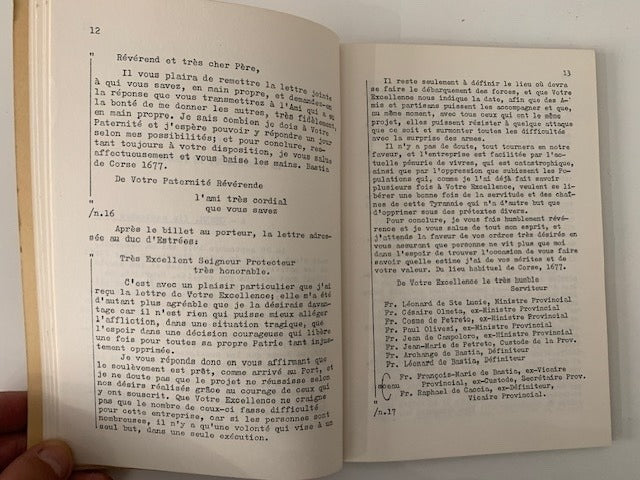 12
Révérend et très cher Père,
Il vous plaira de remettre la lettre jointe
à qui vous savez, en main propre, et demandez-en
la réponse que vous transmettrez à l'Ami qui a eu
la bonté de me donner les autres, très fidèlement
en main propre. Je sais combien je dois à Votre
Paternité et j'espère pouvoir y répondre un jour
selon mes possibilités; et pour conclure, res-
tant toujours à votre disposition, je vous salue
affectueusement et vous baise les mains. Bastia
de Corse 1677.
De Votre Paternité Révérende
l'ami très cordial
que vous savez
"
/n.16
Après le billet au porteur, la lettre adres-
sée au duc d'Estrées:
"
Très Excellent Seigneur Protecteur
très honorable.
C'est avec un plaisir particulier que j'ai
reçu la lettre de Votre Excellence; elle m'a été
d'autant plus agréable que je la désirais davan-
tage car il n'est rien qui puisse mieux alléger
l'affliction, dans une situation tragique, que
l'espoir dans une décision courageuse qui libère
une fois pour toutes sa propre Patrie tant injus-
tement opprimée.
Je vous réponds donc en vous affirmant que
le soulèvement est prêt, comme arrivé au Port, et
je ne doute pas que le projet ne réussisse selon
nos désirs réalisés grâce au courage de ceux qui
y ont souscrit. Que Votre Excellence ne craigne
pas que le nombre de ceux-ci fasse difficulté
pour cette entreprise, car si les personnes sont
nombreuses, il n'y a qu'une volonté qui vise à un
seul but, dans une seule exécution.
13
Il reste seulement à définir le lieu où devra
se faire le débarquement des forces, et que Votre
Excellence nous indique la date, afin que des A-
mis et partisans puissent les accompagner et que,
au même moment, avec tous ceux qui ont le même
projet, elles puissent résister à quelque attaque
que ce soit et surmonter toutes les difficultés
avec la surprise des armes.
Il n'y a pas de doute, tout tournera en notre
faveur, et l'entreprise est facilitée par l'ac-
tuelle pénurie de vivres, qui est catastrophique,
ainsi que par l'oppression que subissent les Po-
pulations qui, comme je l'ai déjà fait savoir
plusieurs fois à Votre Excellence, veulent se li-
bérer une bonne fois de la servitude et des chaî-
nes de cette Tyrannie qui n'a d'autre but que
d'opprimer sous des prétextes divers.
Pour conclure, je vous fais humblement révé-
rence et je vous salue de tout mon esprit, et
j'attends la faveur de vos ordres très désirés en
vous assurant que personne ne vit plus que moi
dans l'espoir de trouver l'occasion de vous faire
savoir quelle estime j'ai de vos mérites et de
votre valeur. Du lieu habituel de Corse, 1677.
De Votre Excellence le très humble
Serviteur
Fr. Léonard de Ste Lucie, Ministre Provincial
Fr. Césaire Olmeta, ex-Ministre Provincial
Fr. Cosme de Petreto, ex-Ministre Provincial
Fr. Paul Olivesi, ex-Ministre Provincial
Fr. Jean de Campoloro, ex-Ministre Provincial
Fr. Jean-Marie de Petreto, Custode de la Prov.
Fr. Archange de Bastia, Définiteur
Fr. Léonard de Bastia, Définiteur
Fr. François-Marie de Bastia, ex-Vicaire
Provincial, ex-Custode, Secrétaire Prov.
Fr. Raphael de Caccia, ex-Définiteur,
Vicaire Provincial.
"
/n.17